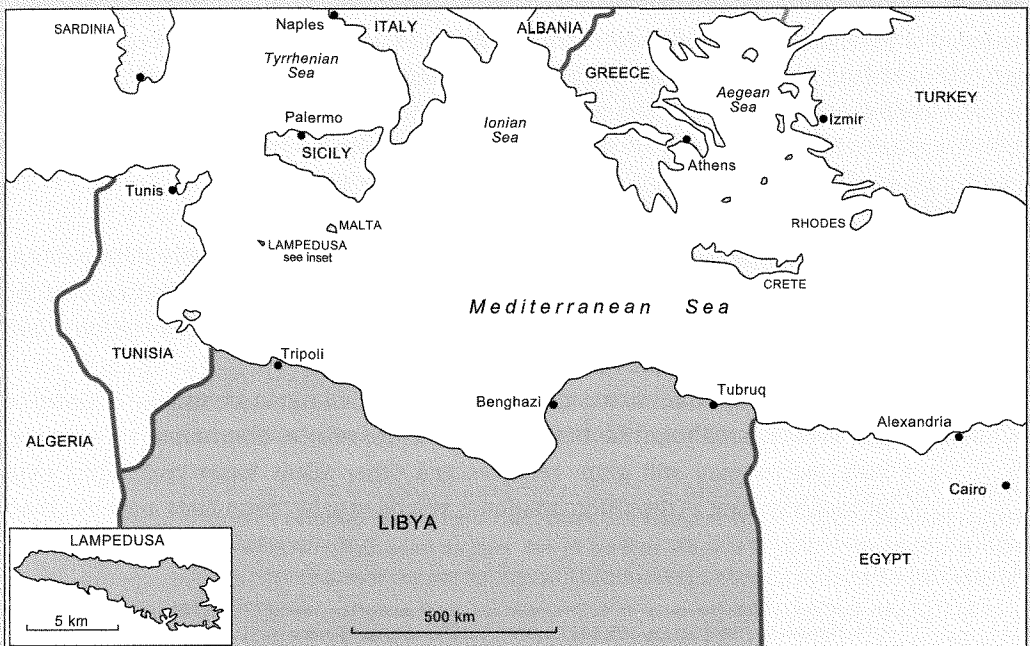 Naples
ITALY
ALBANIA
SARDINIA
Tyrrhenian
Sea
GREECE
Aegean
Sea
TURKEY
Palermo
Ionian
Sea
Izmir
SICILY
Athens
Tunis
MALTA
RHODES
LAMPEDUSA
see inset
CRETE
Mediterranean Sea
TUNISIA
Tripoli
Benghazi
Tubruq
ALGERIA
Alexandria
Cairo
LIBYA
LAMPEDUSA
EGYPT
5 km
500 km